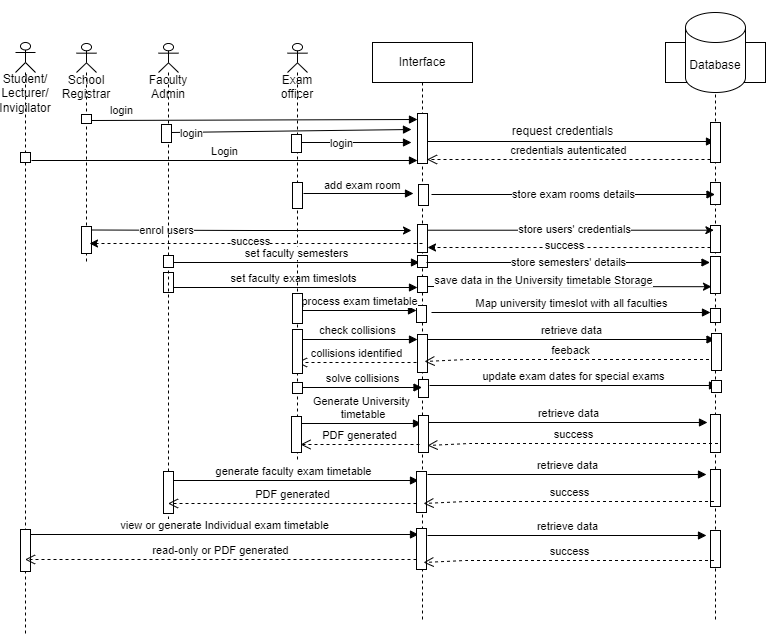 Student/
Lecturer/
Invigilator
School
Registrar
Faculty
Admin
Exam
officer
Interface
Database
login
login
login
Login
request credentials
credentials autenticated
add exam room
store exam rooms details
enrol users
store users' credentials
success
success
set faculty semesters
store semesters' details
set faculty exam timeslots
save data in the University timetable Storage
process exam timetable
Map university timeslot with all faculties
check collisions
retrieve data
collisions identified
feeback
solve collisions
update exam dates for special exams
Generate University
timetable
retrieve data
PDF generated
success
generate faculty exam timetable
retrieve data
PDF generated
success
view or generate Individual exam timetable
retrieve data
read-only or PDF generated
success